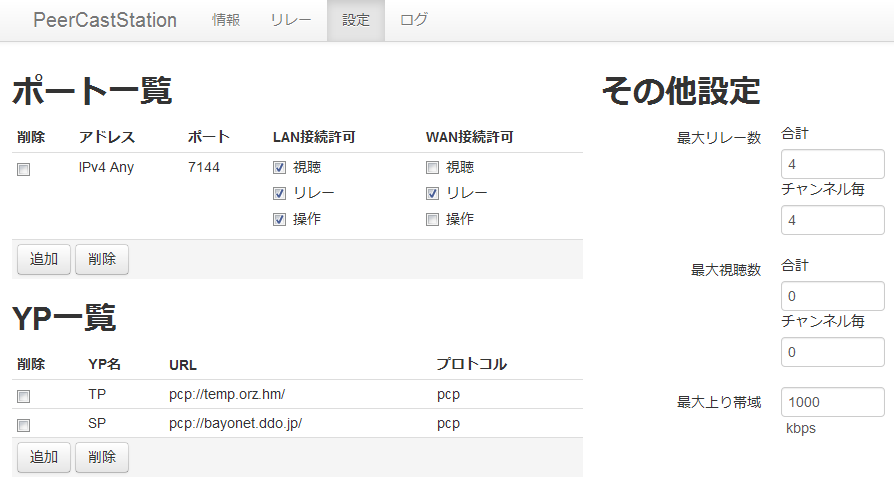 PeerCastStation 情報 リレー 設定 ログ
ポート一覧
削除 アドレス ポート LAN接続許可 WAN接続許可
IPv4 Any 7144 視聴 視聴
リレー リレー
操作 操作
追加 削除
YP一覧
削除 YP名 URL プロトコル
TP pcp://temp.orz.hm/ pcp
SP pcp://bayonet.ddo.jp/ pcp
追加 削除
その他設定
最大リレー数 合計
4
チャンネル毎
4
最大視聴数 合計
0
チャンネル毎
0
最大上り帯域 1000
kbps